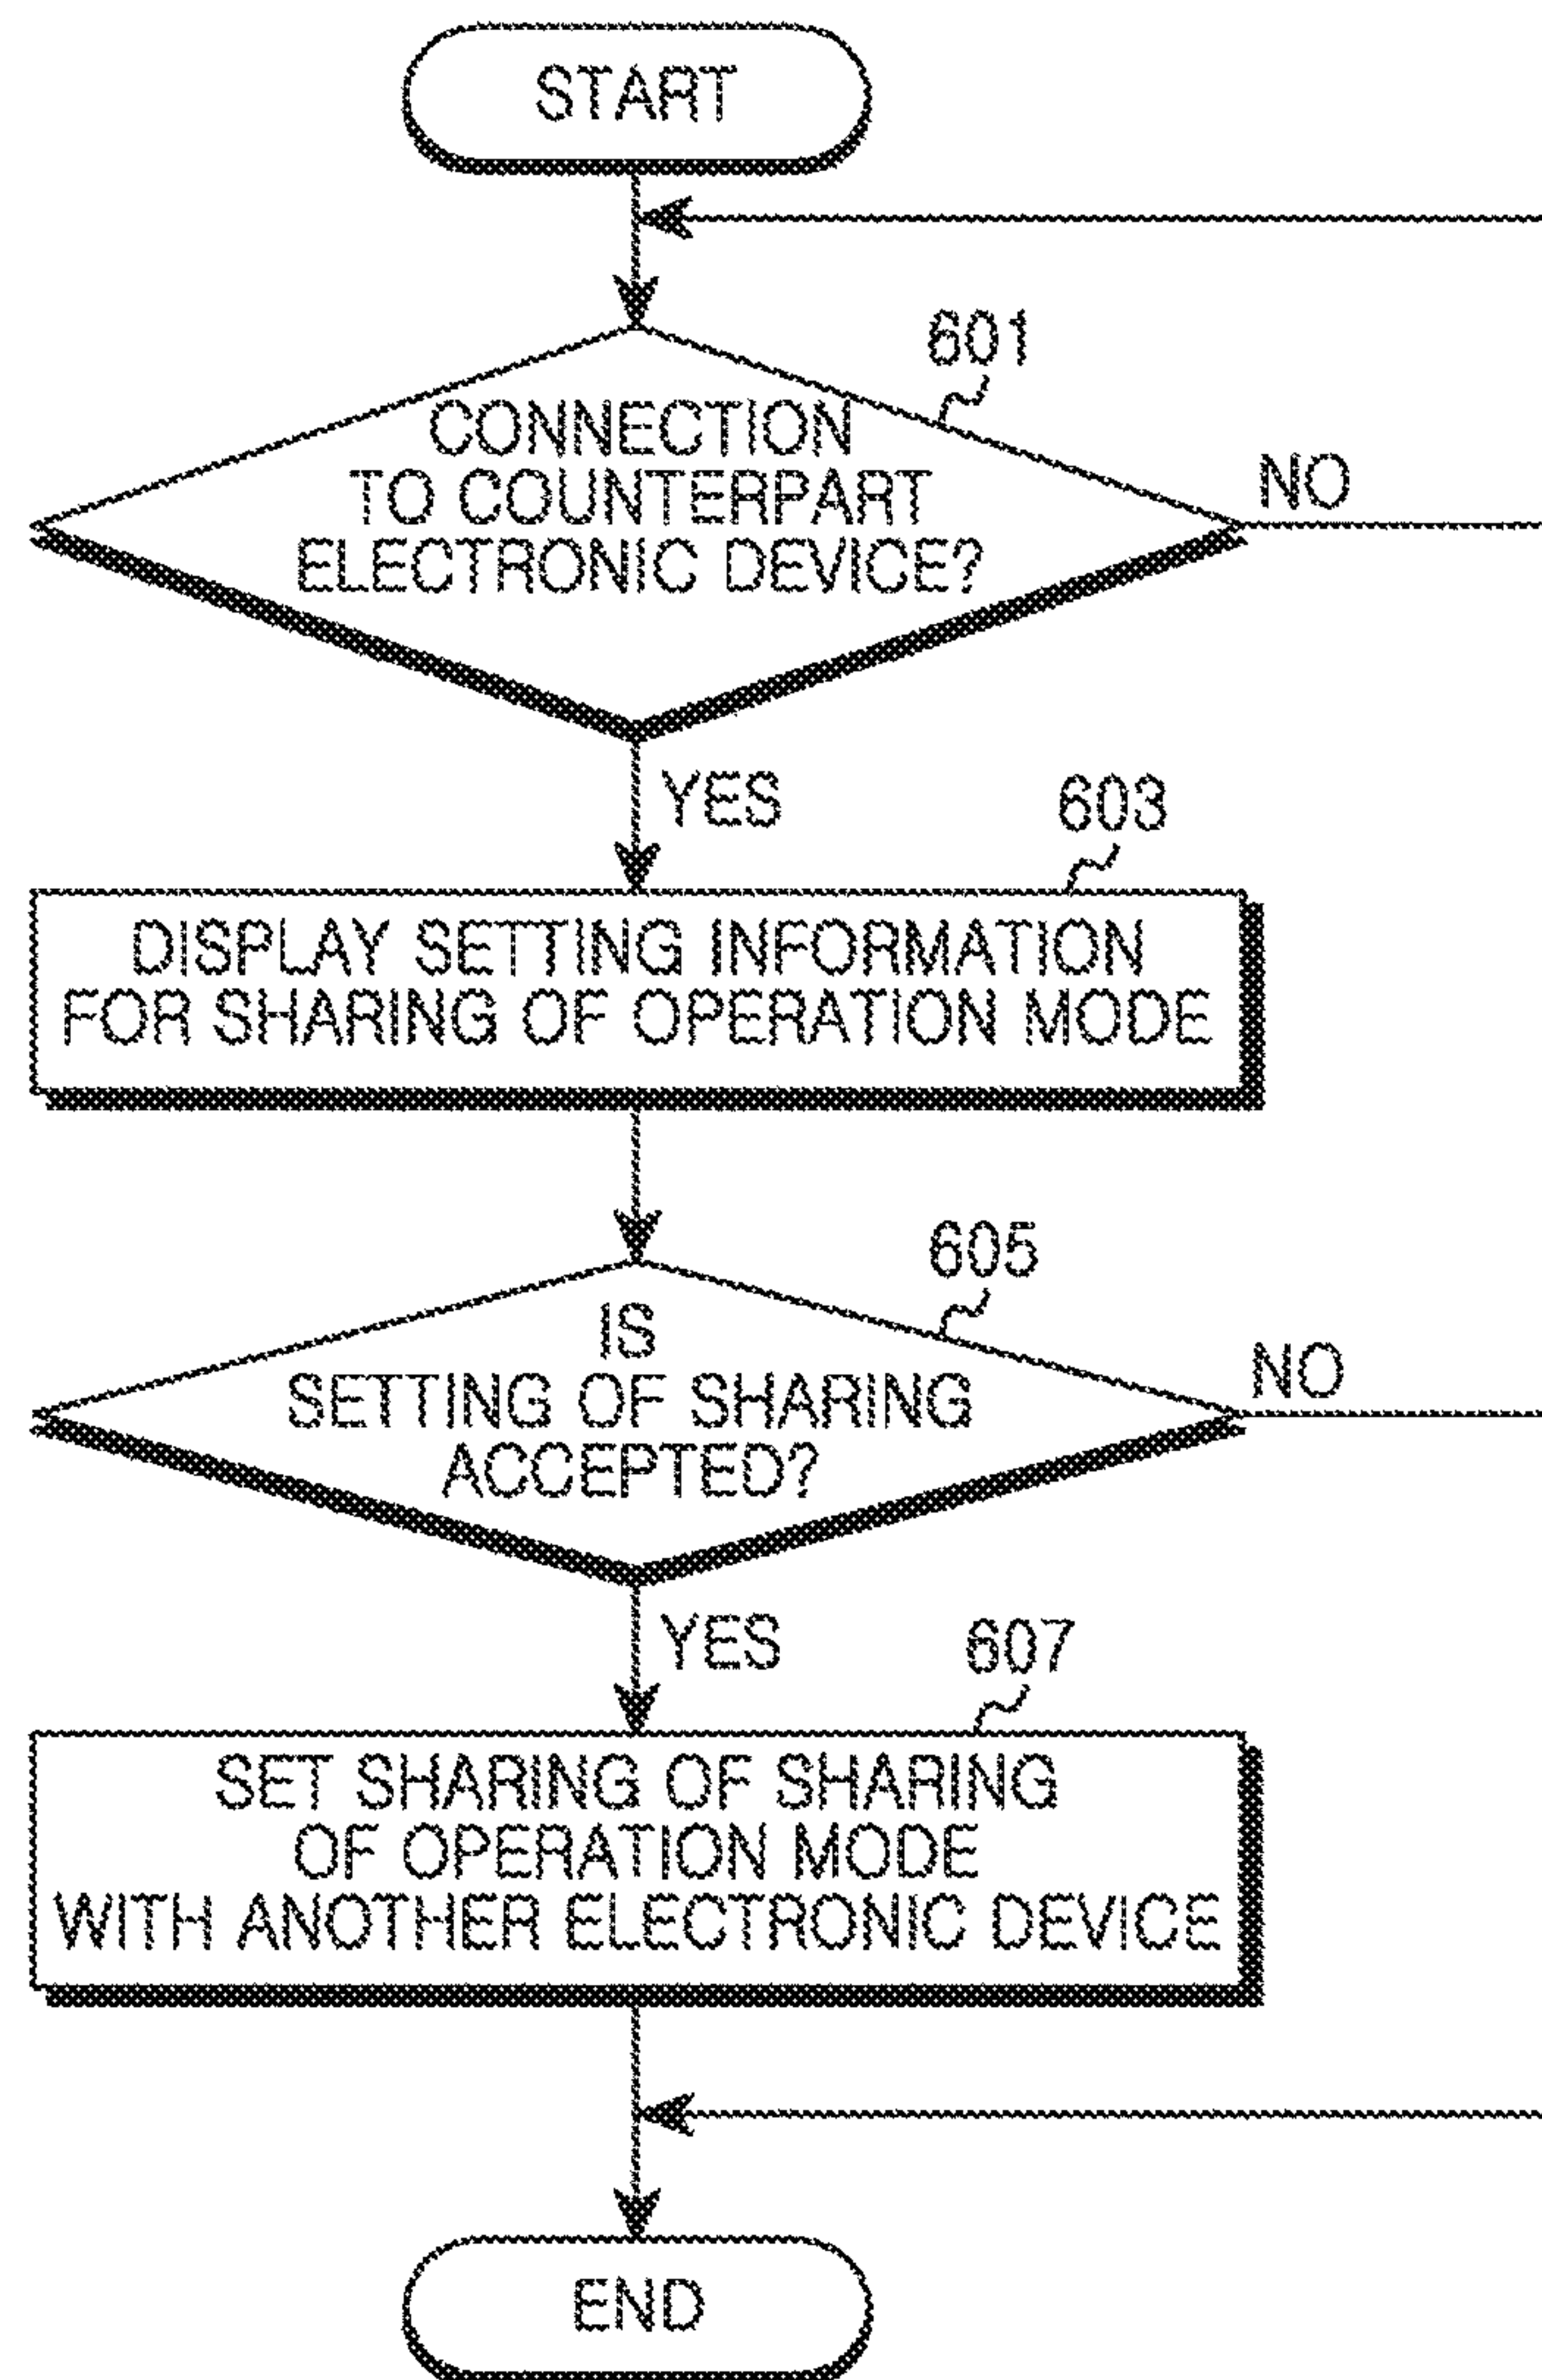 START
601
CONNECTION
TO COUNTERPART
ELECTRONIC DEVICE?
NO
YES
603
DISPLAY SETTING INFORMATION
FOR SHARING OF OPERATION MODE
605
IS
SETTING OF SHARING
ACCEPTED?
NO
YES
607
SET SHARING OF SHARING
OF OPERATION MODE
WITH ANOTHER ELECTRONIC DEVICE
END